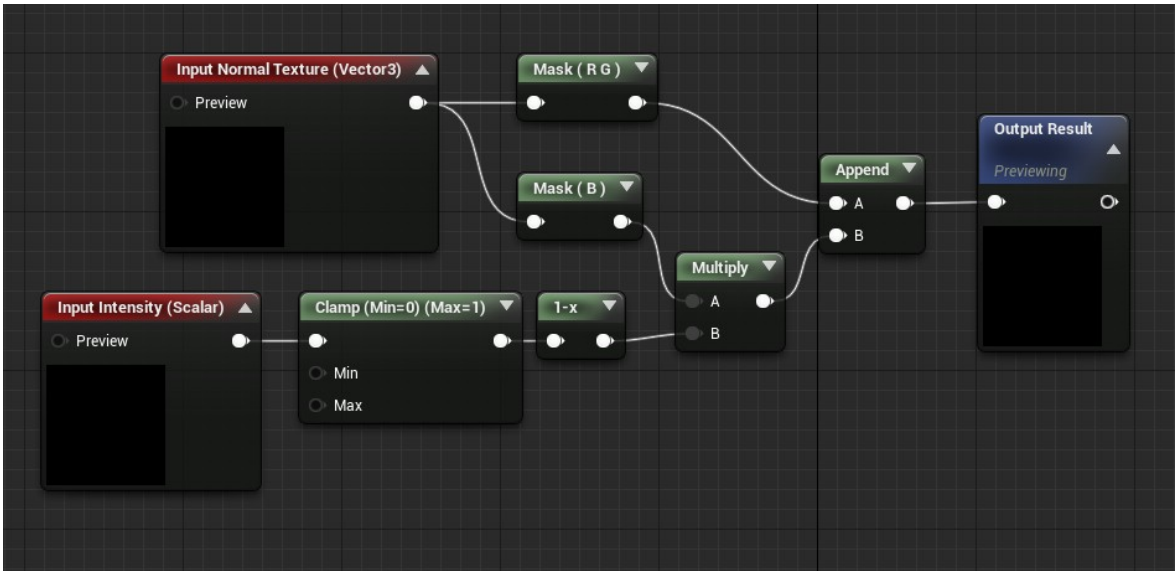 Input Normal Texture (Vector3)
Preview
Mask ( R G )
Mask ( B )
Input Intensity (Scalar)
Preview
Clamp (Min=0) (Max=1)
Min
Max
1-x
Multiply
A
B
Append
A
B
Output Result
Previewing